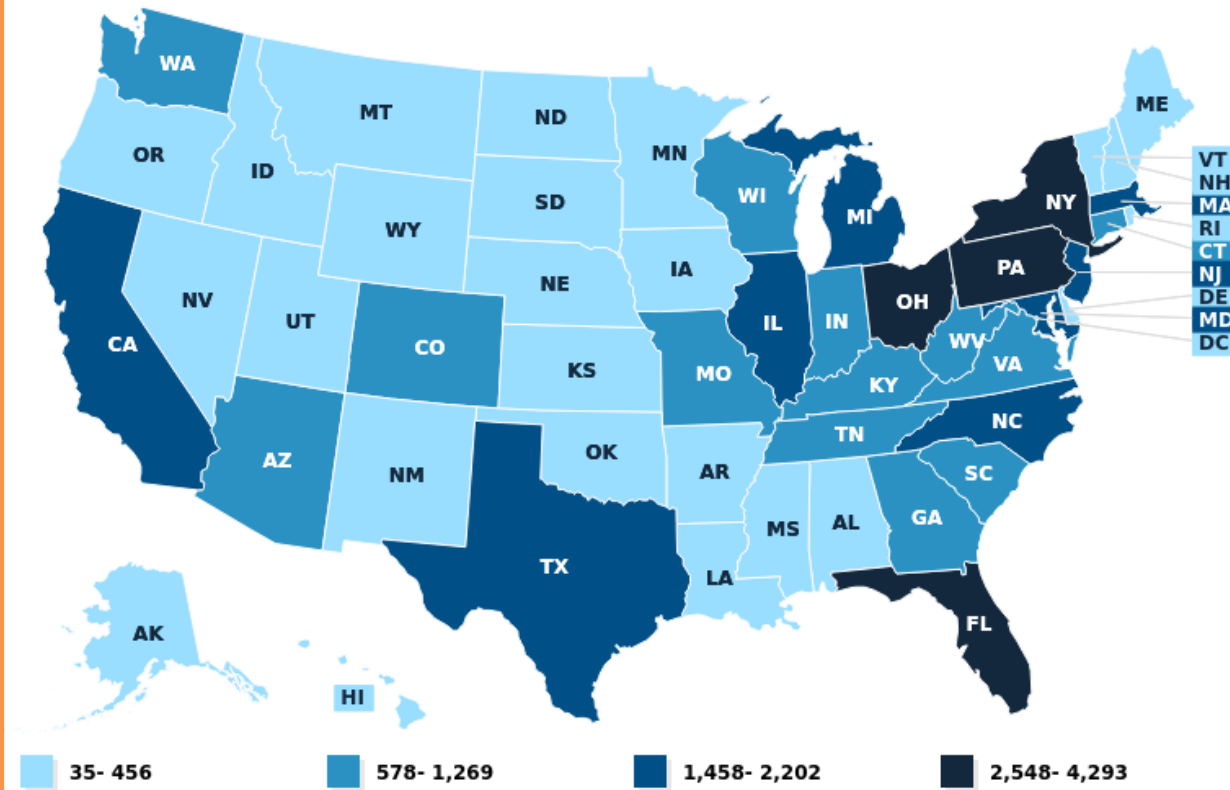 WA
MT
ND
MN
ME
OR
ID
SD
WI
MI
NY
VT
NH
MA
RI
CT
NJ
DE
MD
DC
WY
IA
PA
NE
OH
NV
UT
CO
IL
IN
WV
CA
KS
MO
KY
VA
AZ
NM
OK
TN
NC
AR
SC
MS
AL
GA
TX
LA
FL
AK
HI
35- 456
578- 1,269
1,458- 2,202
2,548- 4,293